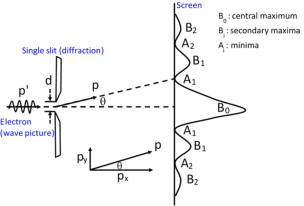 Screen
B₀ : central maximum
Bᵢ : secondary maxima
Aᵢ : minima
Single slit (diffraction)
B₂
A₂
B₁
A₁
p'
d
p
θ
B₀
Electron
(wave picture)
A₁
B₁
A₂
B₂
p_y
p
θ
pₓ